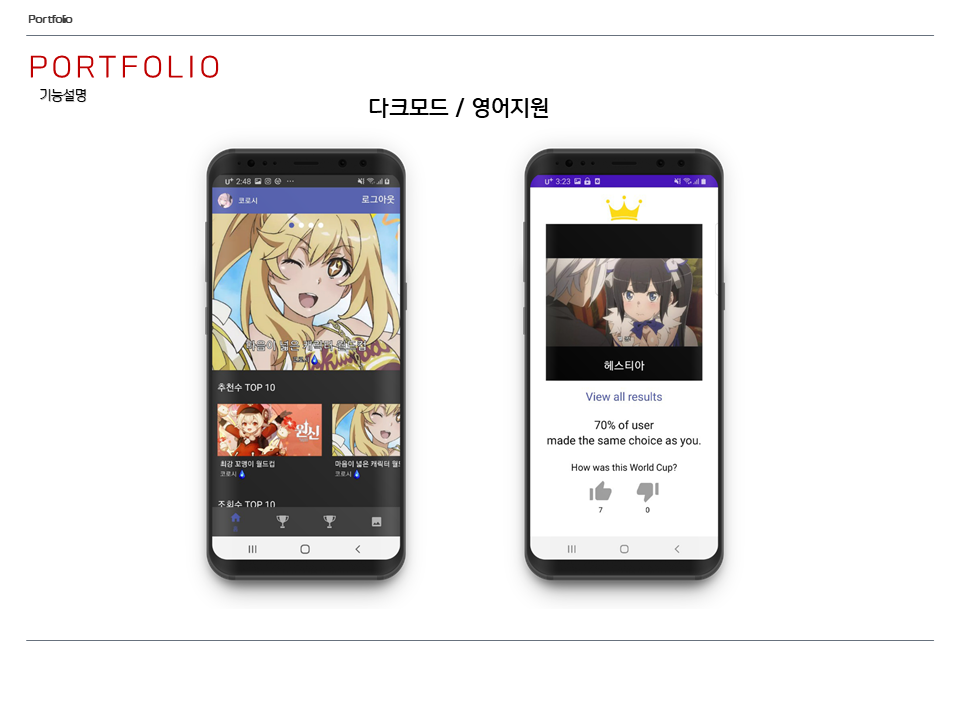 Portfolio
PORTFOLIO
기능설명
다크모드 / 영어지원
U+ 2:48
코로시
로그아웃
마음이 넓은 캐릭터 월드컵
코로시
추천수 TOP 10
원신
최강 꼬맹이 월드컵
코로시
마음이 넓은 캐릭터 월드
코로시
조회수 TOP 10
홈
U+ 3:23
헤스티아
View all results
70% of user
made the same choice as you.
How was this World Cup?
7
0